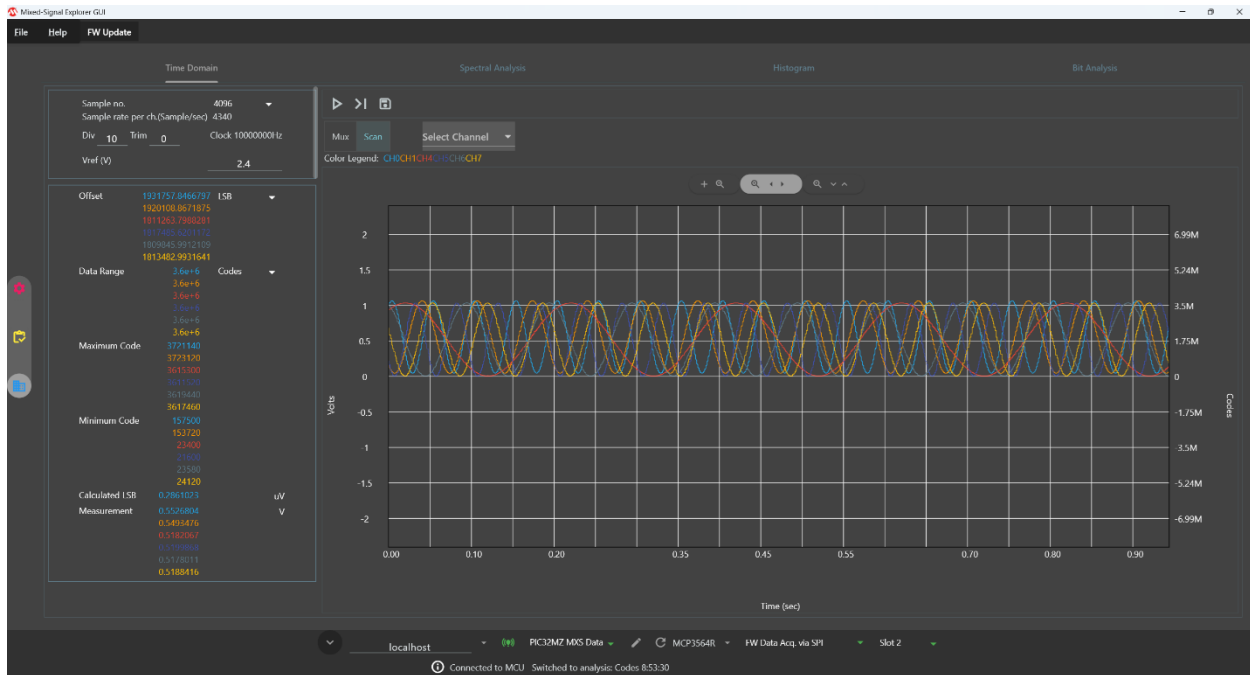 Mixed-Signal Explorer GUI
File Help FW Update
Time Domain Spectral Analysis Histogram Bit Analysis
Sample no. 4096
Sample rate per ch.(Sample/sec) 4340
Div 10 Trim 0 Clock 10000000Hz
Vref (V) 2.4
Mux Scan Select Channel
Color Legend: CH0CH1CH4CH5CH6CH7
Offset 1931757.8466797 LSB
1920108.8671875
1811263.7988281
1809845.9912109
1813482.9931641
Data Range 3.6e+6 Codes
3.6e+6
3.6e+6
3.6e+6
3.6e+6
3.6e+6
Maximum Code 3721140
3723120
3615300
3619440
3617460
Minimum Code 157500
153720
23400
23580
24120
Calculated LSB 0.2861023 uV
Measurement 0.5526804 V
0.5493476
0.5182067
0.5178011
0.5188416
2 6.99M
1.5 5.24M
1 3.5M
0.5 1.75M
0 0
-0.5 -1.75M
-1 -3.5M
-1.5 -5.24M
-2 -6.99M
Volts
Codes
0.00 0.10 0.20 0.35 0.45 0.55 0.70 0.80 0.90
Time (sec)
localhost PIC32MZ MXS Data MCP3564R FW Data Acq. via SPI Slot 2
Connected to MCU Switched to analysis: Codes 8:53:30